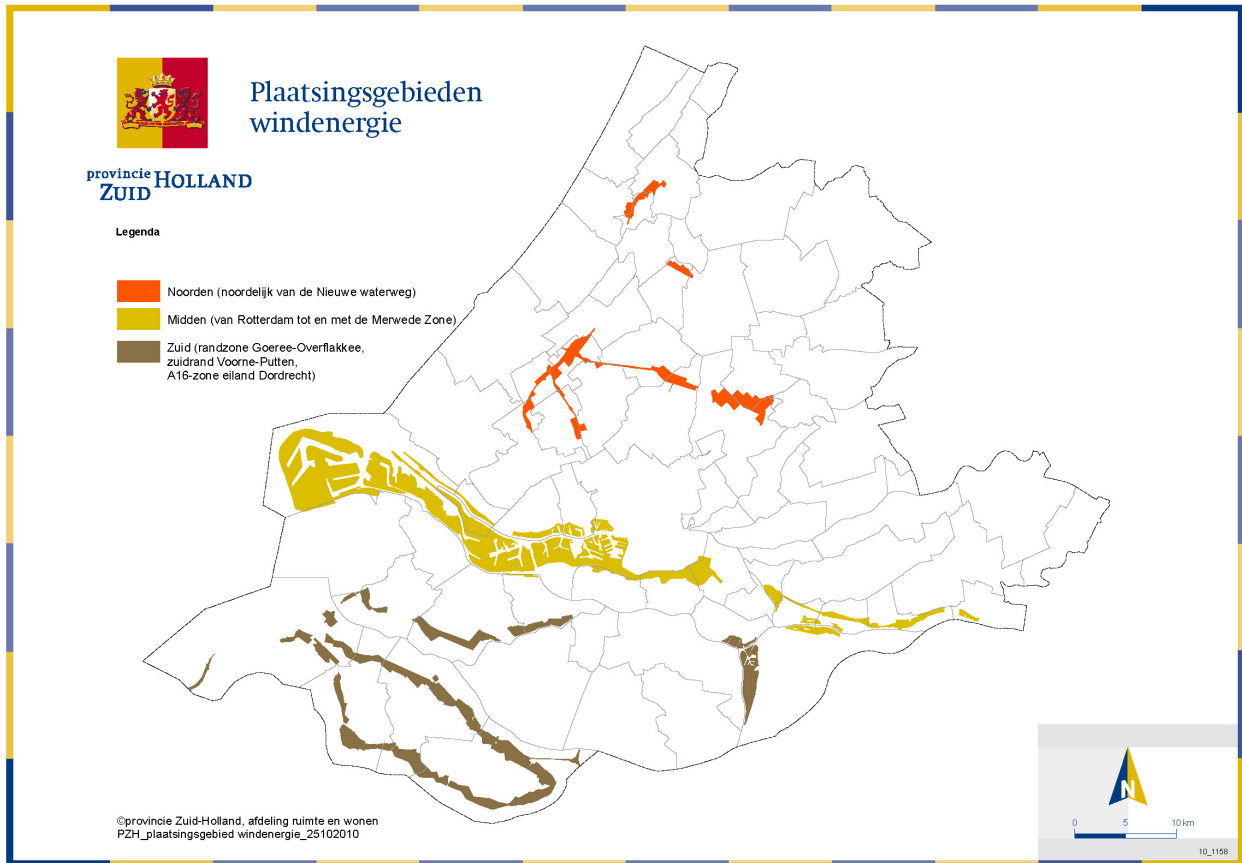 Plaatsingsgebieden
windenergie
provincie
ZUID HOLLAND
Legenda
Noorden (noordelijk van de Nieuwe waterweg)
Midden (van Rotterdam tot en met de Merwede Zone)
Zuid (randzone Goeree-Overflakkee,
zuidrand Voorne-Putten,
A16-zone eiland Dordrecht)
N
0 5 10 km
10_1158
©provincie Zuid-Holland, afdeling ruimte en wonen
PZH_plaatsingsgebied windenergie_25102010